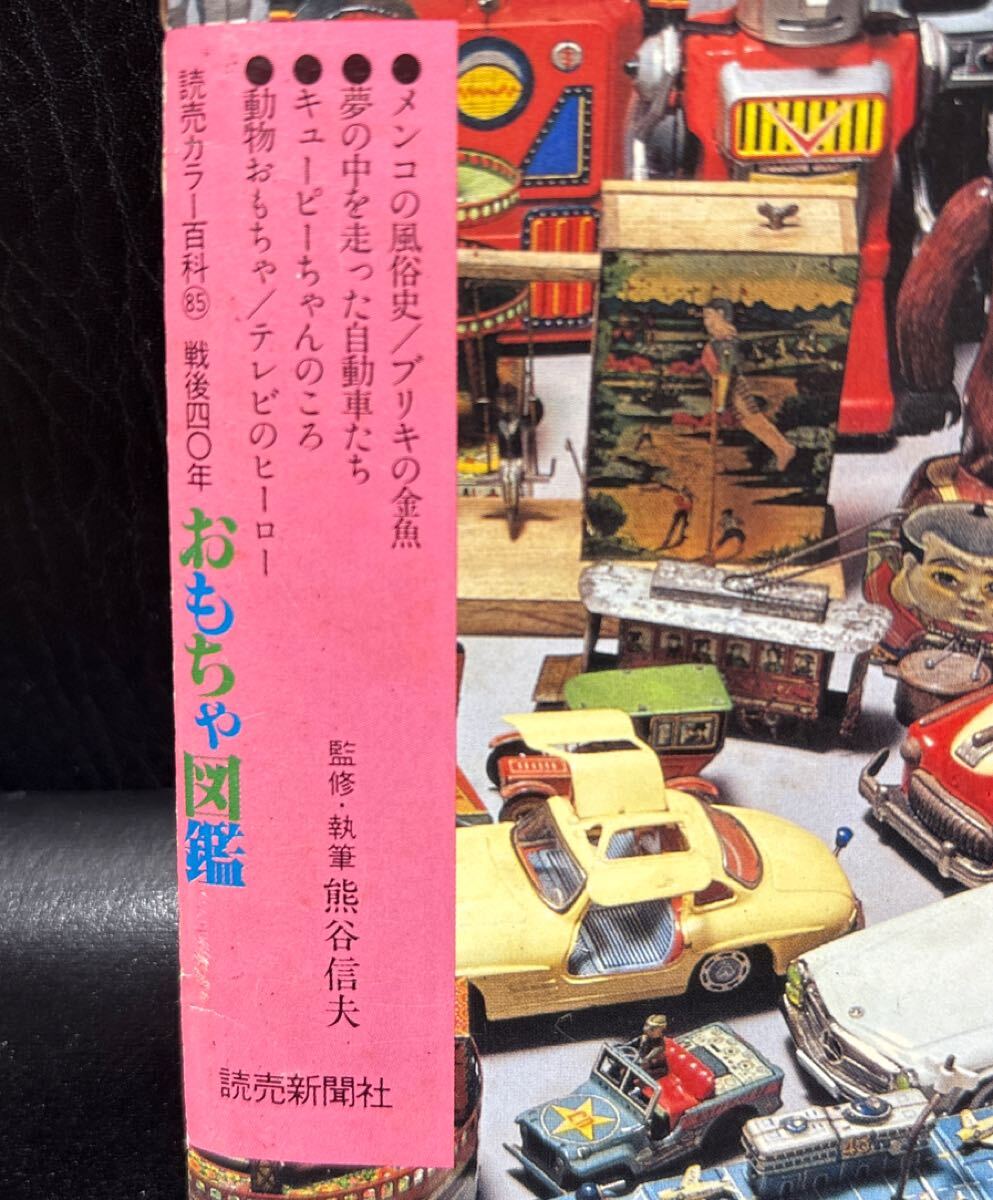 ●メンコの風俗史/ブリキの金魚
●夢の中を走った自動車たち
●キューピーちゃんのころ
●動物おもちゃ/テレビのヒーロー
読売カラー百科㊅ 戦後四〇年 おもちゃ図鑑
監修・執筆 熊谷信夫
読売新聞社